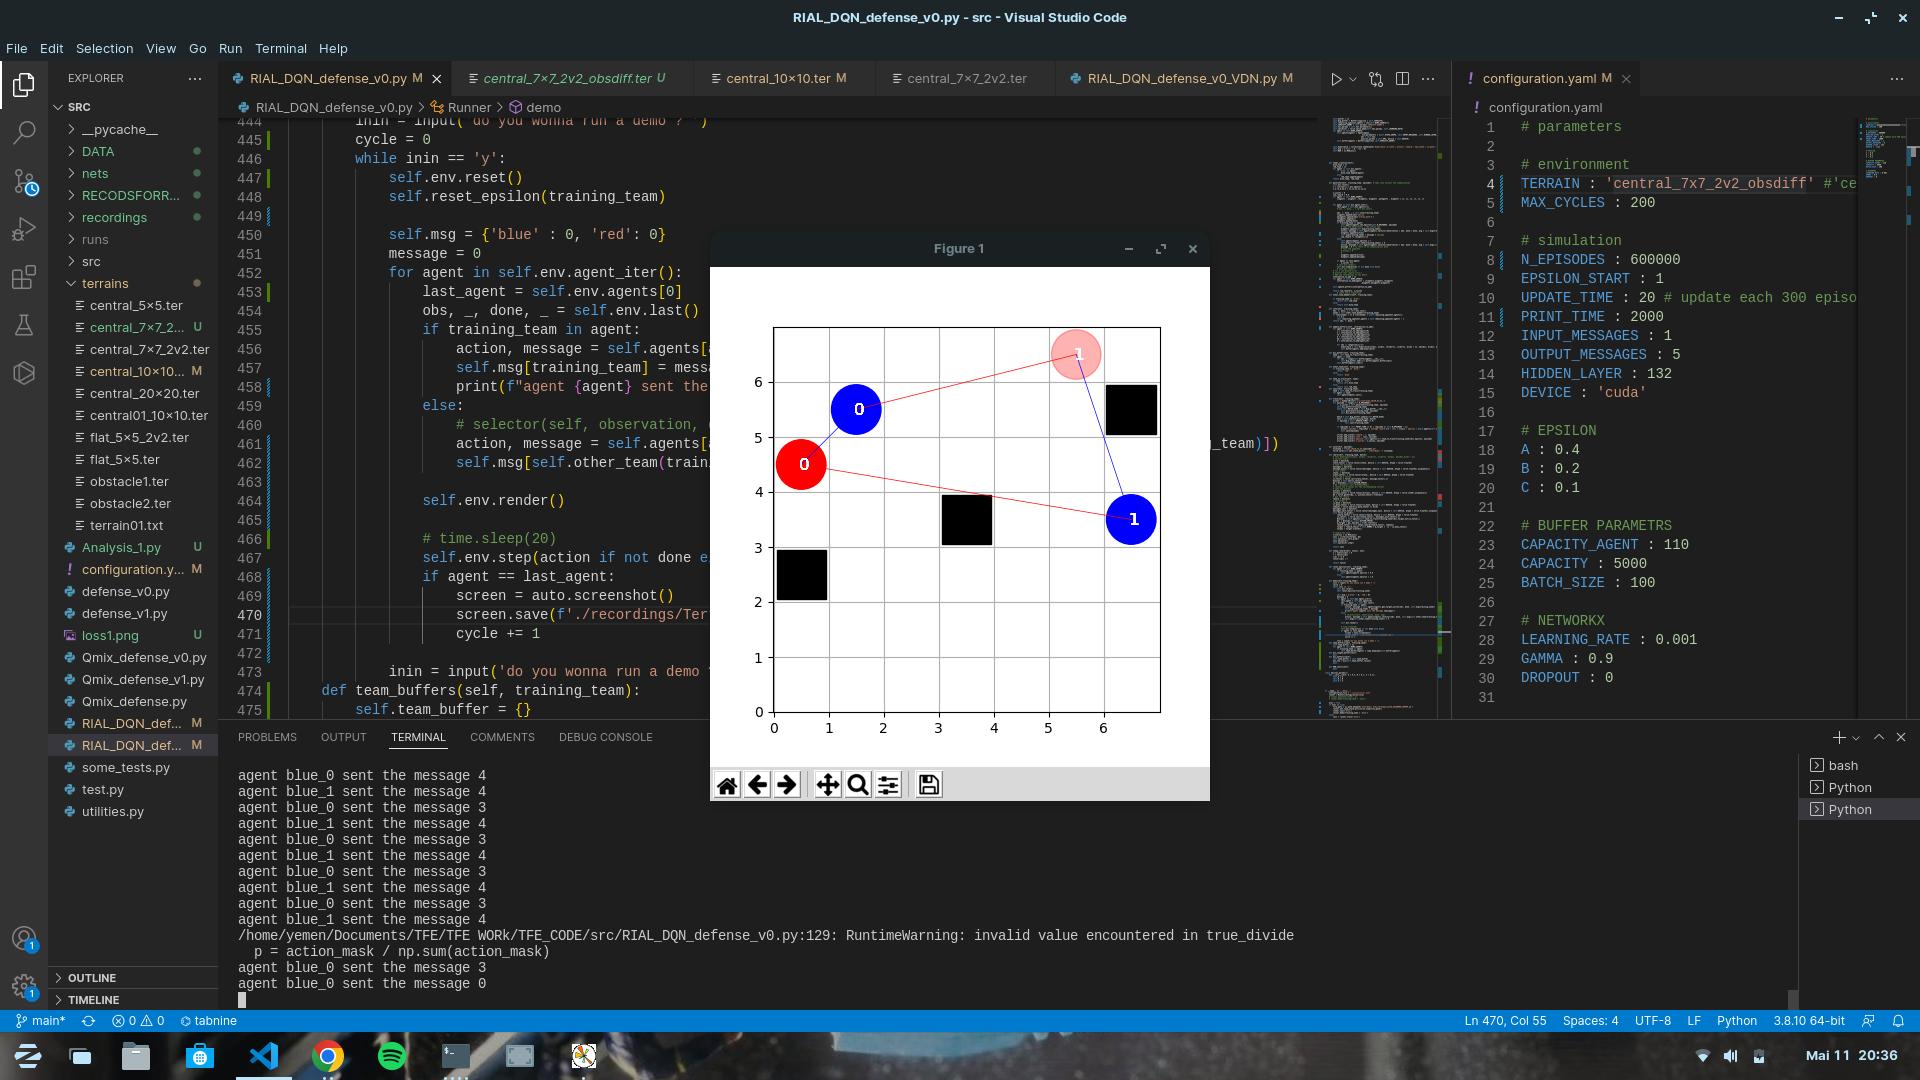 RIAL_DQN_defense_v0.py - src - Visual Studio Code
File Edit Selection View Go Run Terminal Help
EXPLORER
SRC
__pycache__
DATA
nets
RECODSFORR...
recordings
runs
src
terrains
central_5×5.ter
central_7×7_2... U
central_7×7_2v2.ter
central_10×10... M
central_20×20.ter
central01_10×10.ter
flat_5×5_2v2.ter
flat_5×5.ter
obstacle1.ter
obstacle2.ter
terrain01.txt
Analysis_1.py U
configuration.y... M
defense_v0.py
defense_v1.py
loss1.png U
Qmix_defense_v0.py
Qmix_defense_v1.py
Qmix_defense.py
RIAL_DQN_def... M
RIAL_DQN_def... M
some_tests.py
test.py
utilities.py
OUTLINE
TIMELINE
RIAL_DQN_defense_v0.py M central_7×7_2v2_obsdiff.ter U central_10×10.ter M central_7×7_2v2.ter RIAL_DQN_defense_v0_VDN.py M
RIAL_DQN_defense_v0.py > Runner > demo
444 inin = input('do you wonna run a demo ? ')
445 cycle = 0
446 while inin == 'y':
447 self.env.reset()
448 self.reset_epsilon(training_team)
449
450 self.msg = {'blue' : 0, 'red': 0}
451 message = 0
452 for agent in self.env.agent_iter():
453 last_agent = self.env.agents[0]
454 obs, _, done, _ = self.env.last()
455 if training_team in agent:
456 action, message = self.agents[
457 self.msg[training_team] = mess
458 print(f"agent {agent} sent the
459 else:
460 # selector(self, observation,
461 action, message = self.agents[ g_team)])
462 self.msg[self.other_team(train
463
464 self.env.render()
465
466 # time.sleep(20)
467 self.env.step(action if not done e
468 if agent == last_agent:
469 screen = auto.screenshot()
470 screen.save(f'./recordings/Ter
471 cycle += 1
472
473 inin = input('do you wonna run a demo
474 def team_buffers(self, training_team):
475 self.team_buffer = {}
configuration.yaml M
configuration.yaml
1 # parameters
2
3 # environment
4 TERRAIN : 'central_7x7_2v2_obsdiff' #'ce
5 MAX_CYCLES : 200
6
7 # simulation
8 N_EPISODES : 600000
9 EPSILON_START : 1
10 UPDATE_TIME : 20 # update each 300 episo
11 PRINT_TIME : 2000
12 INPUT_MESSAGES : 1
13 OUTPUT_MESSAGES : 5
14 HIDDEN_LAYER : 132
15 DEVICE : 'cuda'
16
17 # EPSILON
18 A : 0.4
19 B : 0.2
20 C : 0.1
21
22 # BUFFER PARAMETRS
23 CAPACITY_AGENT : 110
24 CAPACITY : 5000
25 BATCH_SIZE : 100
26
27 # NETWORKX
28 LEARNING_RATE : 0.001
29 GAMMA : 0.9
30 DROPOUT : 0
31
Figure 1
1
0
0
1
6
5
4
3
2
1
0
0 1 2 3 4 5 6
PROBLEMS OUTPUT TERMINAL COMMENTS DEBUG CONSOLE
agent blue_0 sent the message 4
agent blue_1 sent the message 4
agent blue_0 sent the message 3
agent blue_1 sent the message 4
agent blue_0 sent the message 3
agent blue_1 sent the message 4
agent blue_0 sent the message 3
agent blue_1 sent the message 4
agent blue_0 sent the message 3
agent blue_1 sent the message 4
/home/yemen/Documents/TFE/TFE WORk/TFE_CODE/src/RIAL_DQN_defense_v0.py:129: RuntimeWarning: invalid value encountered in true_divide
p = action_mask / np.sum(action_mask)
agent blue_0 sent the message 3
agent blue_0 sent the message 0
bash
Python
Python
1
1
main* 0 0 tabnine Ln 470, Col 55 Spaces: 4 UTF-8 LF Python 3.8.10 64-bit
Mai 11 20:36